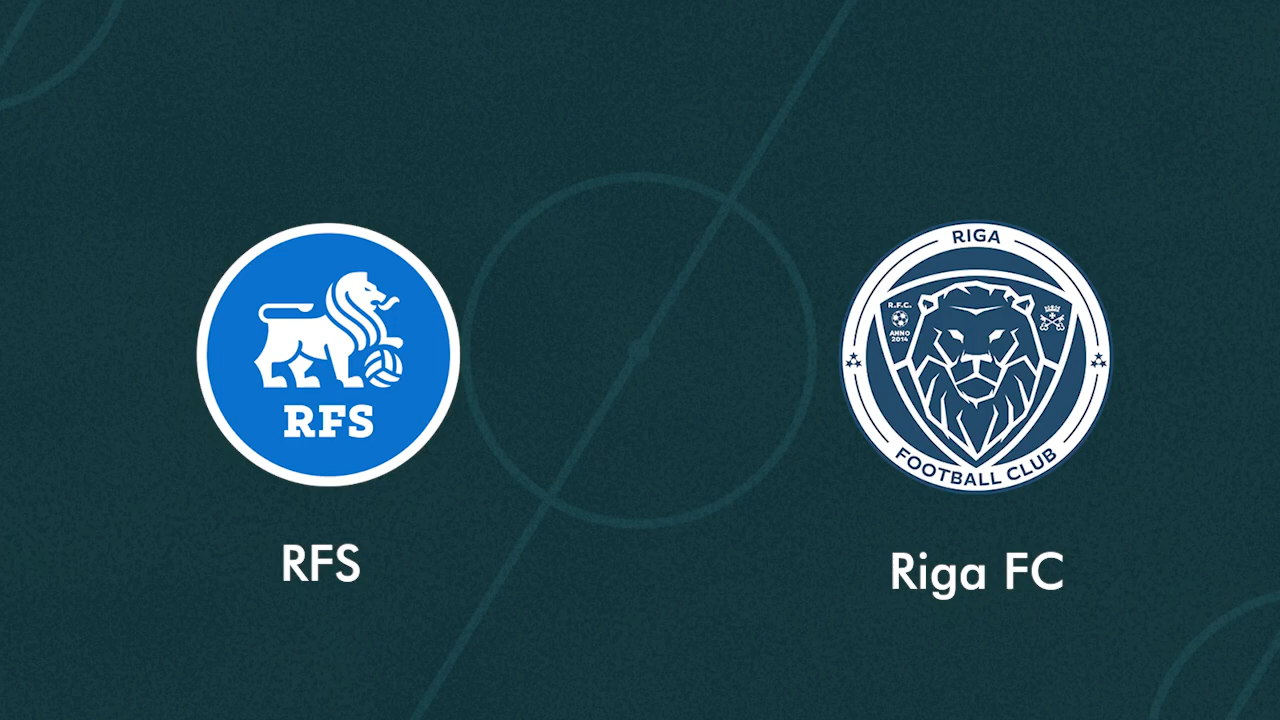 RFS
RFS
RIGA
R.F.C.
ANNO
2014
FOOTBALL CLUB
Riga FC